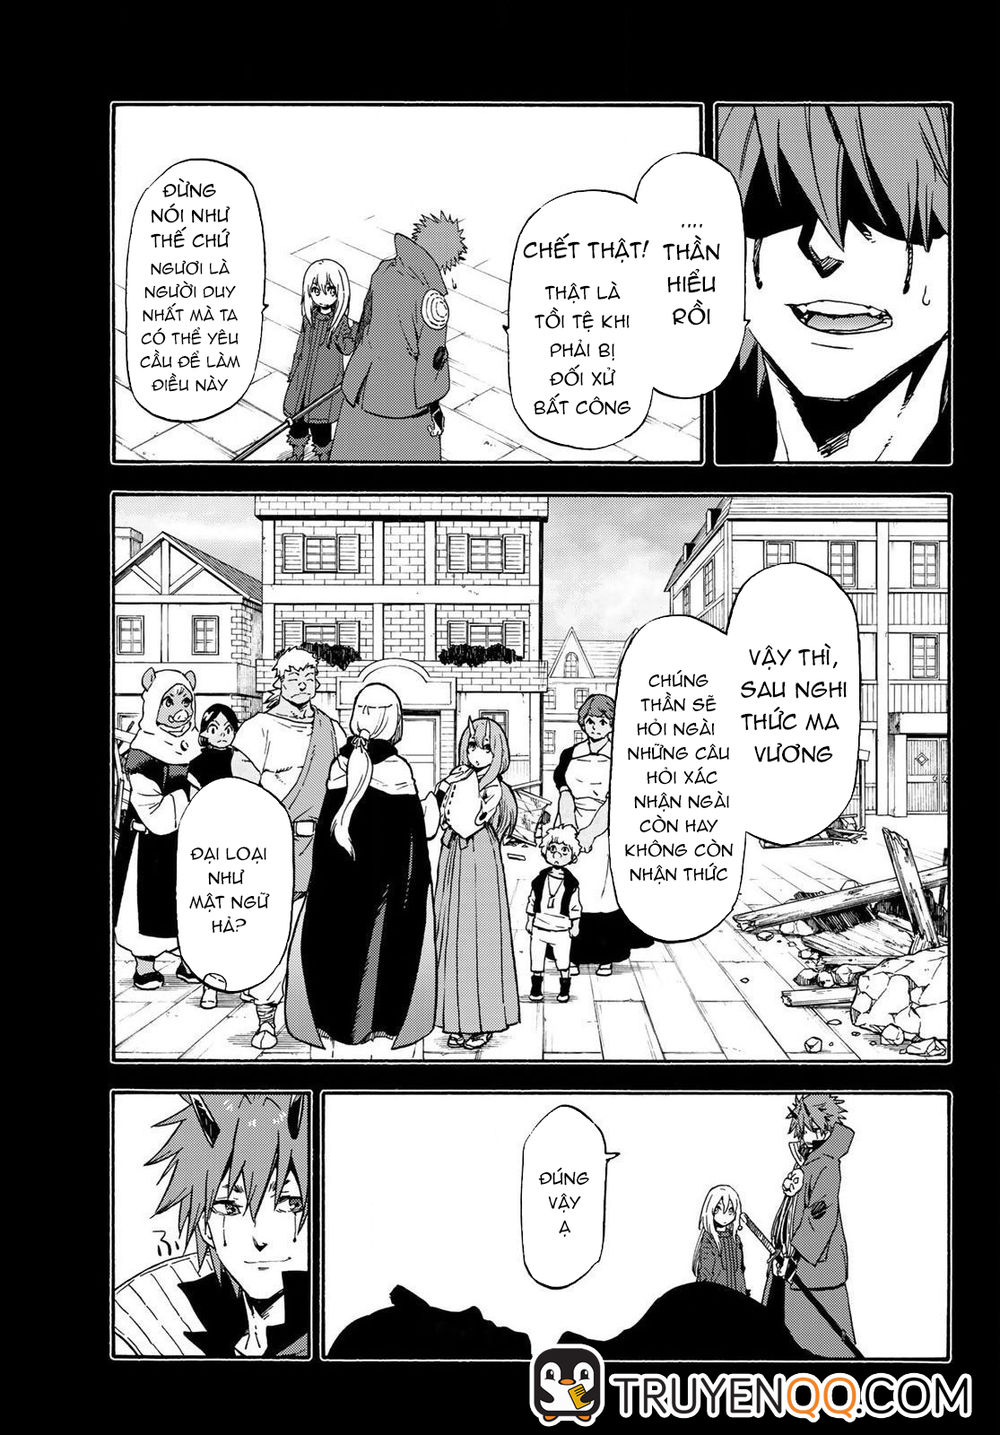 ....
THẦN
HIỂU
RỒI
CHẾT THẬT!
THẬT LÀ
TỒI TỆ KHI
PHẢI BỊ
ĐỐI XỬ
BẤT CÔNG
ĐỪNG
NÓI NHƯ
THẾ CHỨ
NGƯƠI LÀ
NGƯỜI DUY
NHẤT MÀ TA
CÓ THỂ YÊU
CẦU ĐỂ LÀM
ĐIỀU NÀY
VẬY THÌ,
SAU NGHI
THỨC MA
VƯƠNG
CHÚNG
THẦN SẼ
HỎI NGÀI
NHỮNG CÂU
HỎI XÁC
NHẬN NGÀI
CÒN HAY
KHÔNG CÒN
NHẬN THỨC
ĐẠI LOẠI
NHƯ
MẬT NGỮ
HẢ?
ĐÚNG
VẬY
Ạ
ふ
TRUYENQQ.COM